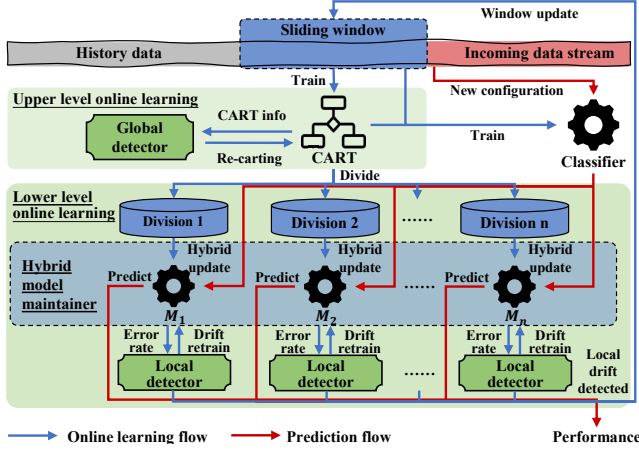 Window update
Sliding window
History data
Incoming data stream
Train
New configuration
Upper level online learning
Global
detector
CART info
Re-carting
CART
Train
Classifier
Divide
Lower level
online learning
Division 1
Division 2
......
Division n
Hybrid
model
maintainer
Predict
Hybrid
update
Predict
Hybrid
update
......
Predict
Hybrid
update
M1
M2
Mn
Error
rate
Drift
retrain
Error
rate
Drift
retrain
Error
rate
Drift
retrain
Local
detector
Local
detector
......
Local
detector
Local
drift
detected
Online learning flow
Prediction flow
Performance